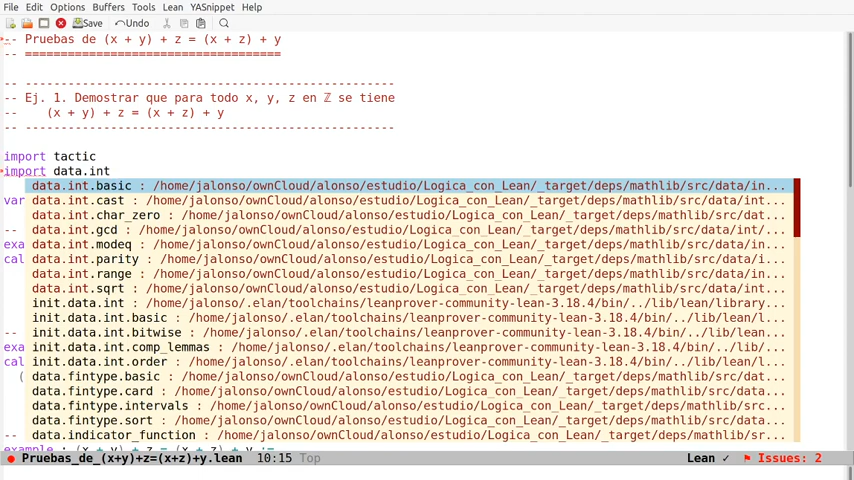 File Edit Options Buffers Tools Lean YASnippet Help
Save Undo
-- Pruebas de (x + y) + z = (x + z) + y
-- ===================================
-- ---------------------------------------------------
-- Ej. 1. Demostrar que para todo x, y, z en ℤ se tiene
--    (x + y) + z = (x + z) + y
-- ---------------------------------------------------
import tactic
import data.int
data.int.basic : /home/jalonso/ownCloud/alonso/estudio/Logica_con_Lean/_target/deps/mathlib/src/data/in...
var data.int.cast : /home/jalonso/ownCloud/alonso/estudio/Logica_con_Lean/_target/deps/mathlib/src/data/int...
data.int.char_zero : /home/jalonso/ownCloud/alonso/estudio/Logica_con_Lean/_target/deps/mathlib/src/dat...
-- data.int.gcd : /home/jalonso/ownCloud/alonso/estudio/Logica_con_Lean/_target/deps/mathlib/src/data/int/...
exa data.int.modeq : /home/jalonso/ownCloud/alonso/estudio/Logica_con_Lean/_target/deps/mathlib/src/data/in...
cal data.int.parity : /home/jalonso/ownCloud/alonso/estudio/Logica_con_Lean/_target/deps/mathlib/src/data/i...
data.int.range : /home/jalonso/ownCloud/alonso/estudio/Logica_con_Lean/_target/deps/mathlib/src/data/in...
data.int.sqrt : /home/jalonso/ownCloud/alonso/estudio/Logica_con_Lean/_target/deps/mathlib/src/data/int...
init.data.int : /home/jalonso/.elan/toolchains/leanprover-community-lean-3.18.4/bin/../lib/lean/library...
init.data.int.basic : /home/jalonso/.elan/toolchains/leanprover-community-lean-3.18.4/bin/../lib/lean/l...
-- init.data.int.bitwise : /home/jalonso/.elan/toolchains/leanprover-community-lean-3.18.4/bin/../lib/lean...
exa init.data.int.comp_lemmas : /home/jalonso/.elan/toolchains/leanprover-community-lean-3.18.4/bin/../lib/...
cal init.data.int.order : /home/jalonso/.elan/toolchains/leanprover-community-lean-3.18.4/bin/../lib/lean/l...
( data.fintype.basic : /home/jalonso/ownCloud/alonso/estudio/Logica_con_Lean/_target/deps/mathlib/src/dat...
data.fintype.card : /home/jalonso/ownCloud/alonso/estudio/Logica_con_Lean/_target/deps/mathlib/src/data...
data.fintype.intervals : /home/jalonso/ownCloud/alonso/estudio/Logica_con_Lean/_target/deps/mathlib/src...
data.fintype.sort : /home/jalonso/ownCloud/alonso/estudio/Logica_con_Lean/_target/deps/mathlib/src/data...
-- data.indicator_function : /home/jalonso/ownCloud/alonso/estudio/Logica_con_Lean/_target/deps/mathlib/sr...
example : (x + y) + z = (x + z) + y :=
Pruebas_de_(x+y)+z=(x+z)+y.lean 10:15 Top Lean ✓ Issues: 2